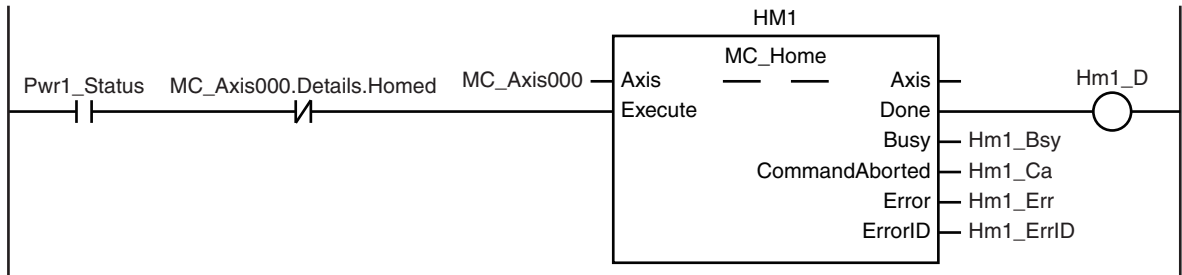 HM1
MC_Home
Pwr1_Status MC_Axis000.Details.Homed MC_Axis000 Axis Axis Hm1_D
Execute Done
Busy Hm1_Bsy
CommandAborted Hm1_Ca
Error Hm1_Err
ErrorID Hm1_ErrID